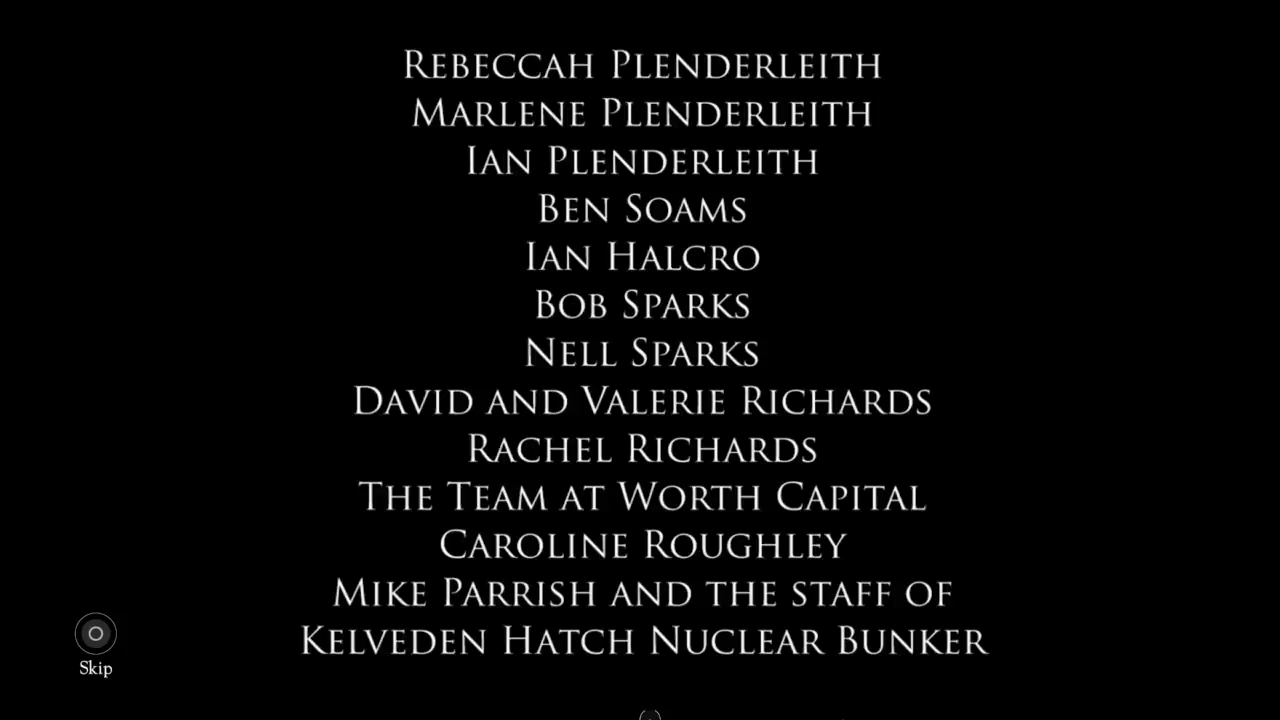 Rebeccah Plenderleith
Marlene Plenderleith
Ian Plenderleith
Ben Soams
Ian Halcro
Bob Sparks
Nell Sparks
David and Valerie Richards
Rachel Richards
The Team at Worth Capital
Caroline Roughley
Mike Parrish and the staff of
Kelveden Hatch Nuclear Bunker
Skip